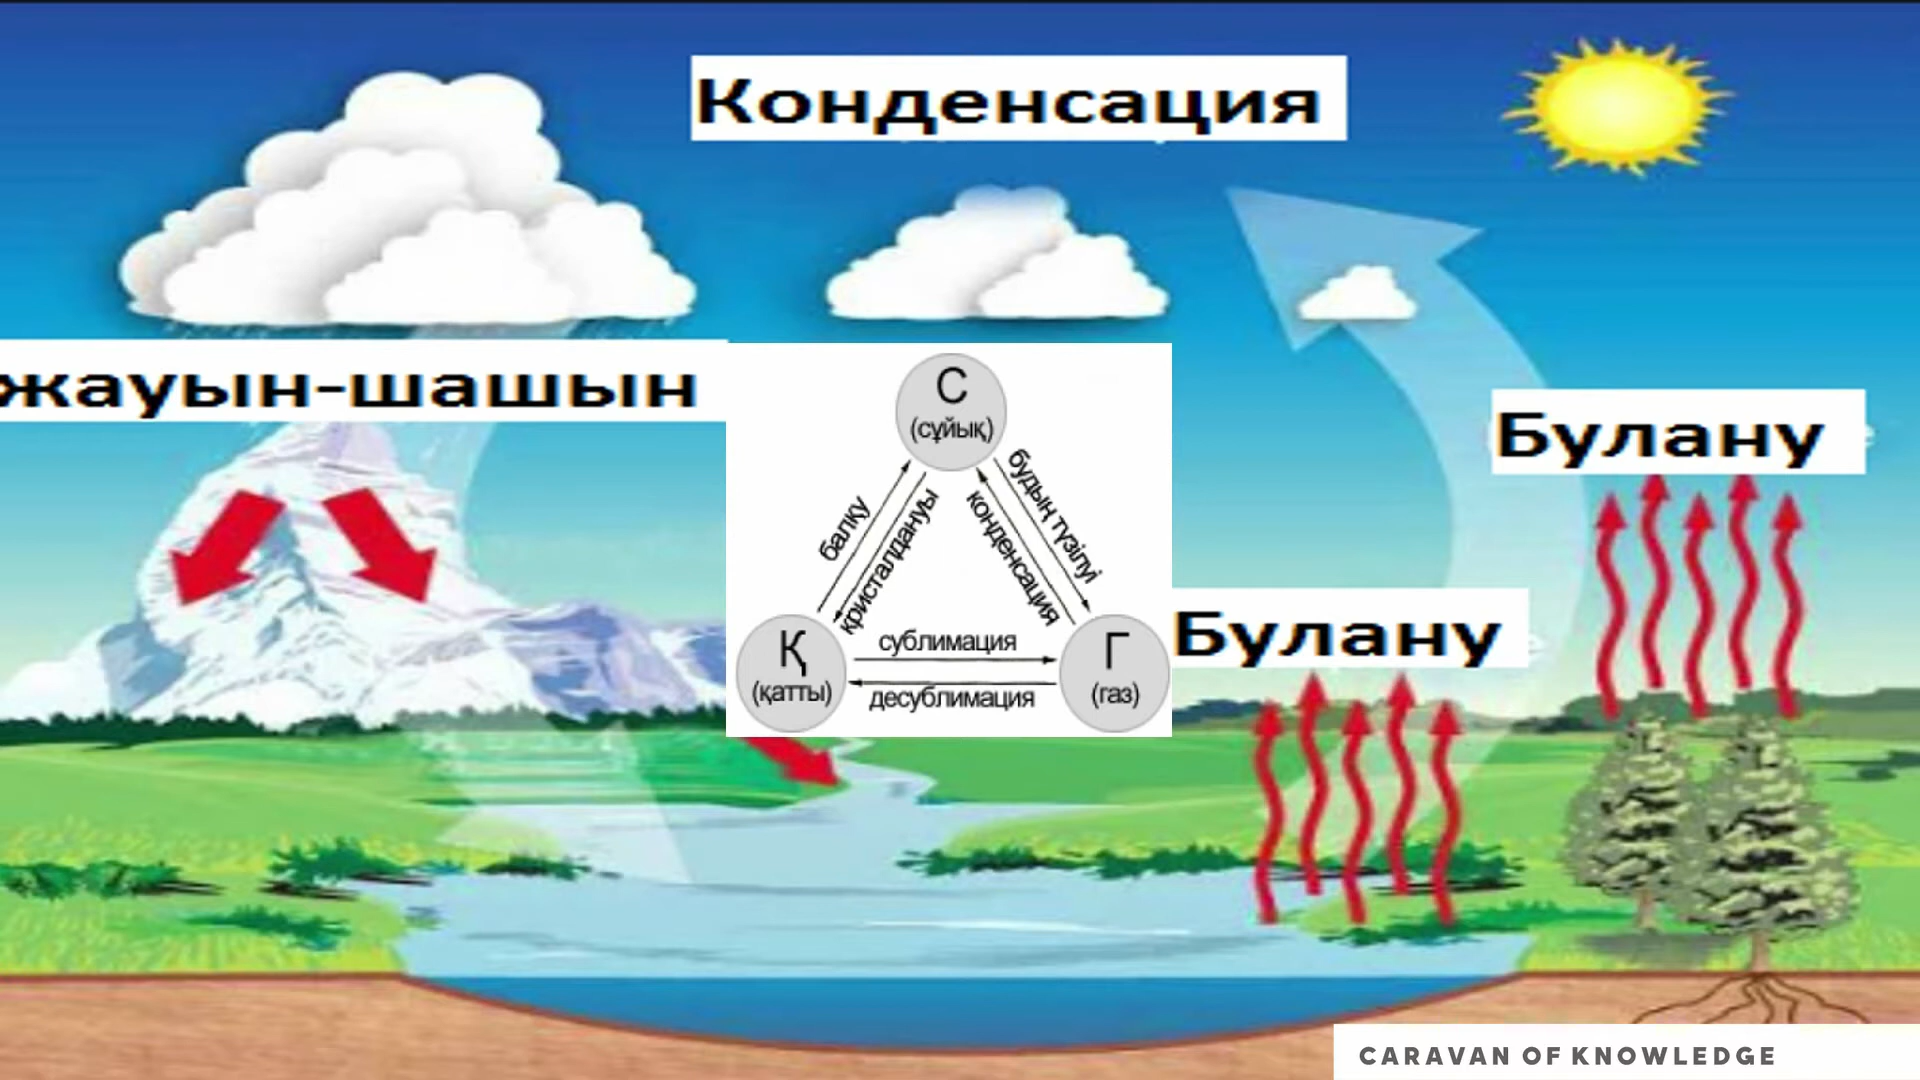 Конденсация
жауын-шашын
С
(сұйық)
Булану
балқу
кристалдануы
конденсация
будың түзілуі
Булану
Қ
(қатты)
сублимация
десублимация
Г
(газ)
CARAVAN OF KNOWLEDGE